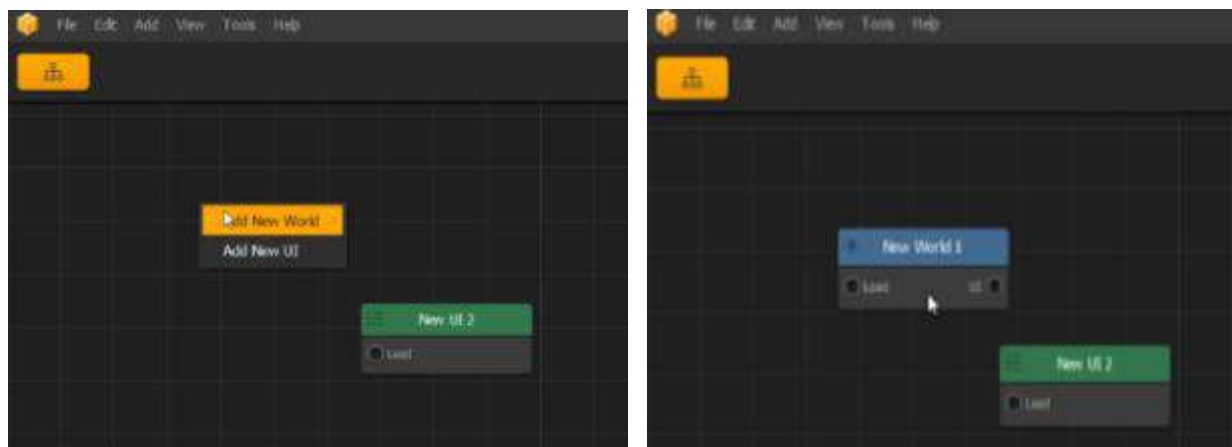 File Edit Add View Tools Help
Add New World
Add New UI
New UI 2
Load
File Edit Add View Tools Help
New World 1
Load UI
New UI 2
Load